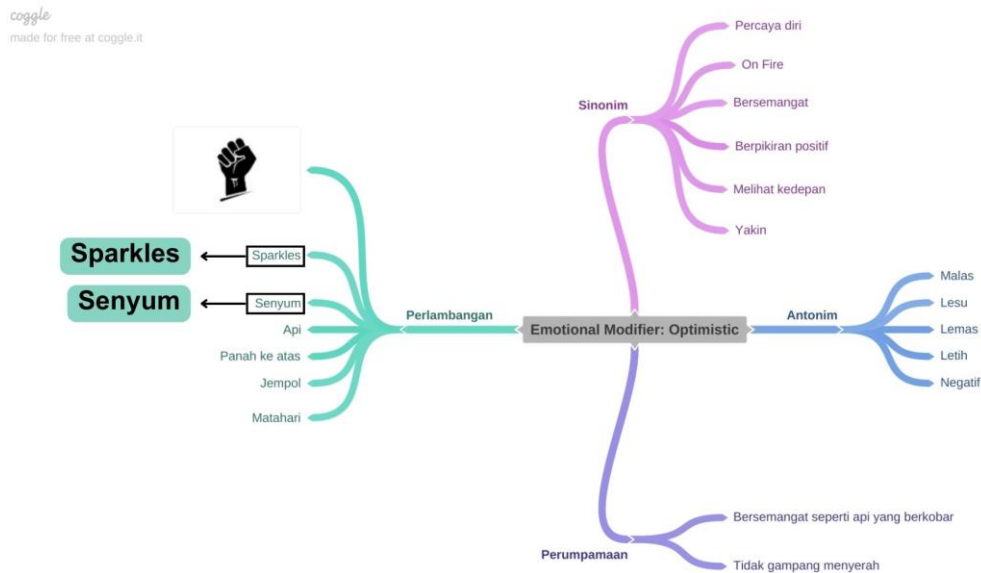 coggle
made for free at coggle.it
Sinonim
Percaya diri
On Fire
Bersemangat
Berpikiran positif
Melihat kedepan
Yakin
Sparkles
Sparkles
Senyum
Senyum
Api
Panah ke atas
Jempol
Matahari
Perlambangan
Emotional Modifier: Optimistic
Antonim
Malas
Lesu
Lemas
Letih
Negatif
Perumpamaan
Bersemangat seperti api yang berkobar
Tidak gampang menyerah